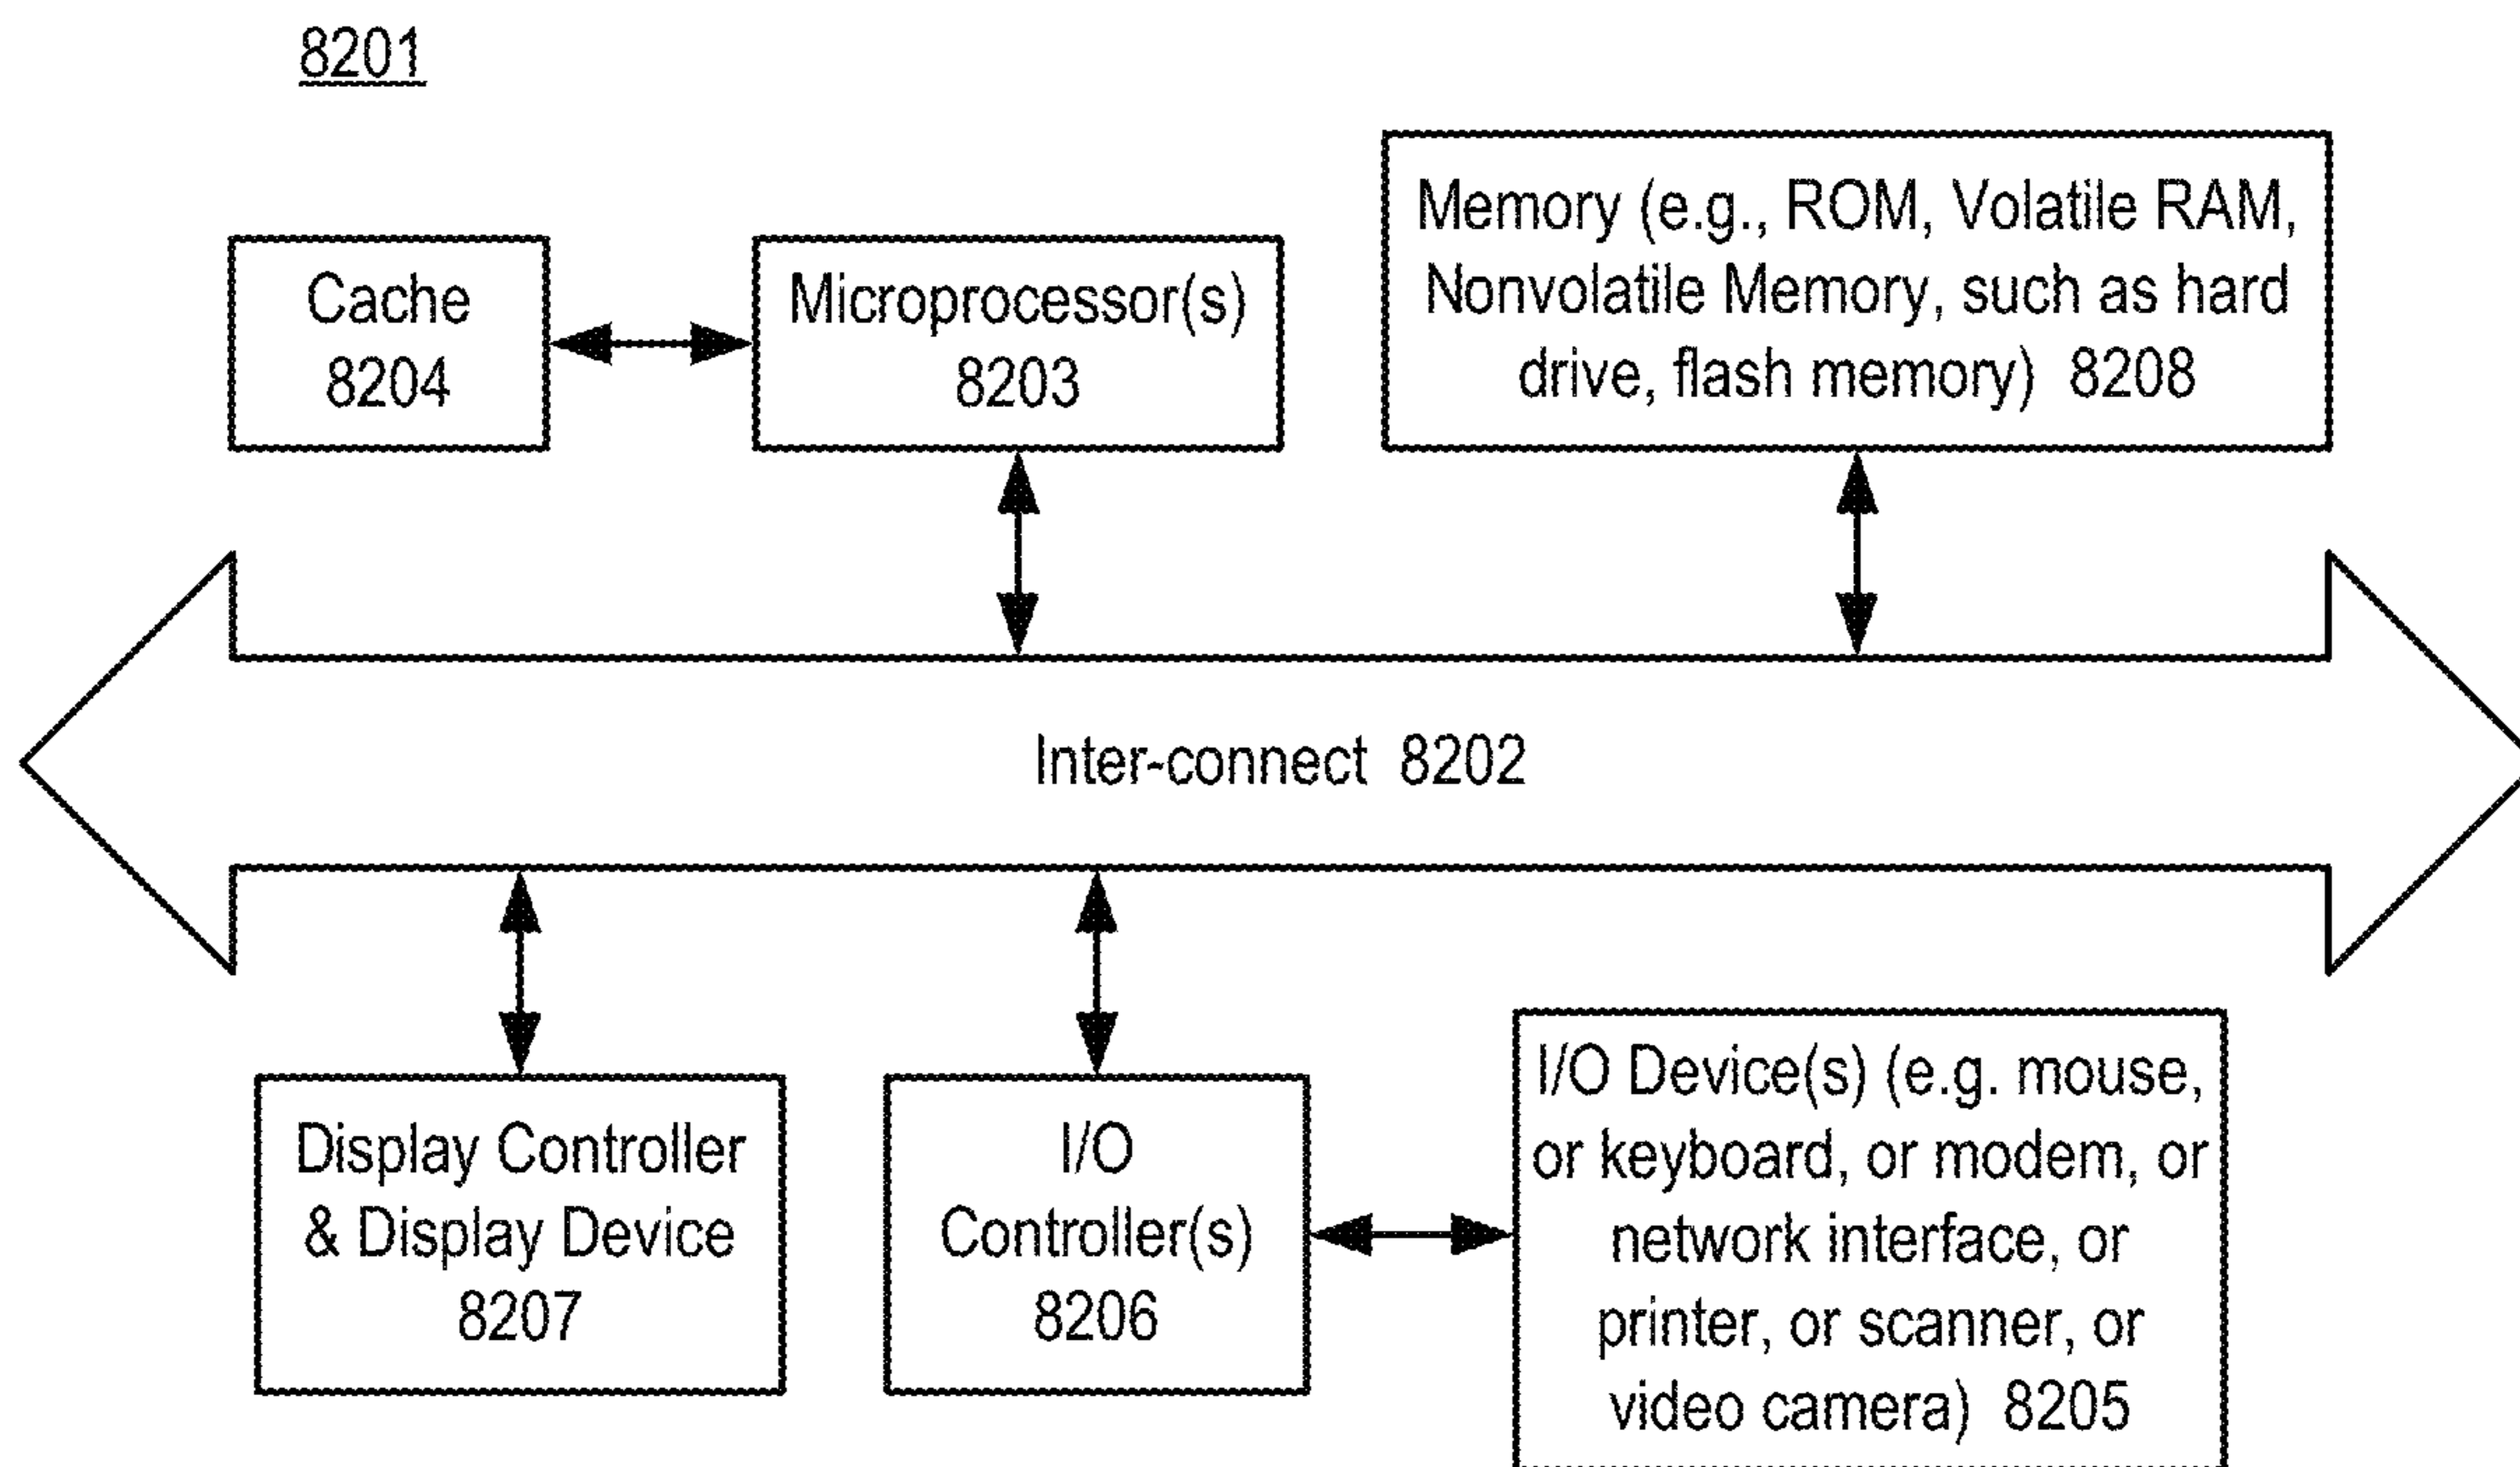 8201
Cache
8204
Microprocessor(s)
8203
Memory (e.g., ROM, Volatile RAM,
Nonvolatile Memory, such as hard
drive, flash memory) 8208
Inter-connect 8202
Display Controller
& Display Device
8207
I/O
Controller(s)
8206
I/O Device(s) (e.g. mouse,
or keyboard, or modem, or
network interface, or
printer, or scanner, or
video camera) 8205